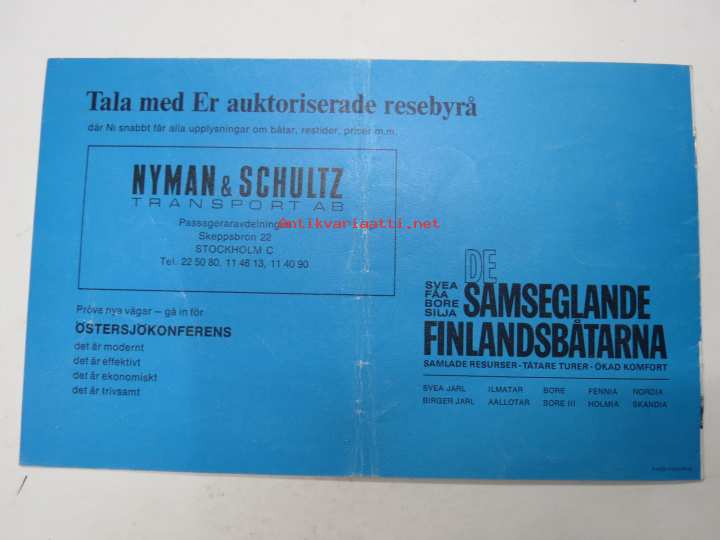 Tala med Er auktoriserade resebyrå
där Ni snabbt får alla upplysningar om båtar, restider, priser m.m.
NYMAN & SCHULTZ
TRANSPORT AB
Passageraravdelning
Skeppsbron 22
STOCKHOLM C
Tel. 22 50 80, 11 46 13, 11 40 90
Antikvariaatti.net
Pröva nya vägar – gå in för
ÖSTERSJÖKONFERENS
det är modernt
det är effektivt
det är ekonomiskt
det är trivsamt
DE
SVEA
FÅA
BORE
SILJA
SAMSEGLANDE
FINLANDSBÅTARNA
SAMLADE RESURSER - TÄTARE TURER - ÖKAD KOMFORT
SVEA JARL ILMATAR BORE FENNIA NORDIA
BIRGER JARL AALLOTAR BORE III HOLMIA SKANDIA